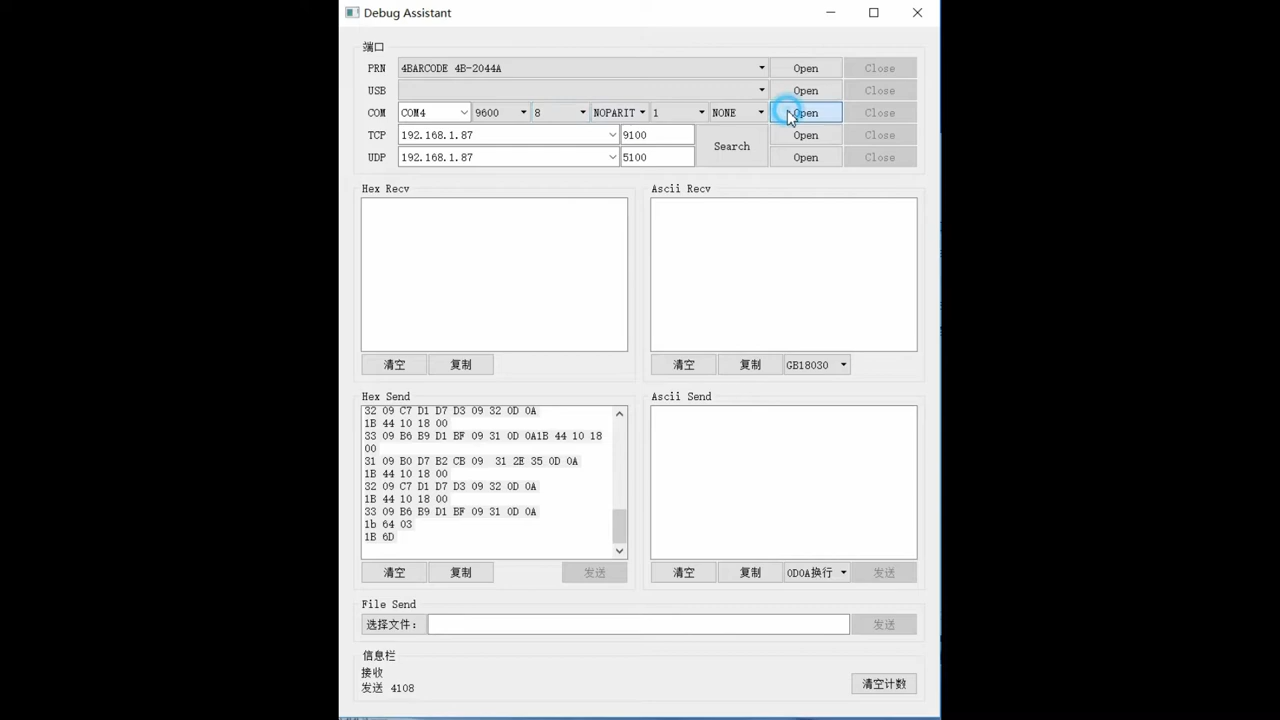 Debug Assistant
端口
PRN 4BARCODE 4B-2044A Open Close
USB Open Close
COM COM4 9600 8 NOPARIT 1 NONE Open Close
TCP 192.168.1.87 9100 Search Open Close
UDP 192.168.1.87 5100 Open Close
Hex Recv
清空 复制
Ascii Recv
清空 复制 GB18030
Hex Send
32 09 C7 D1 D7 D3 09 32 0D 0A
1B 44 10 18 00
33 09 B6 B9 D1 BF 09 31 0D 0A1B 44 10 18
00
31 09 B0 D7 B2 CB 09  31 2E 35 0D 0A
1B 44 10 18 00
32 09 C7 D1 D7 D3 09 32 0D 0A
1B 44 10 18 00
33 09 B6 B9 D1 BF 09 31 0D 0A
1b 64 03
1B 6D
清空 复制 发送
Ascii Send
清空 复制 0D0A换行 发送
File Send
选择文件: 发送
信息栏
接收
发送 4108
清空计数